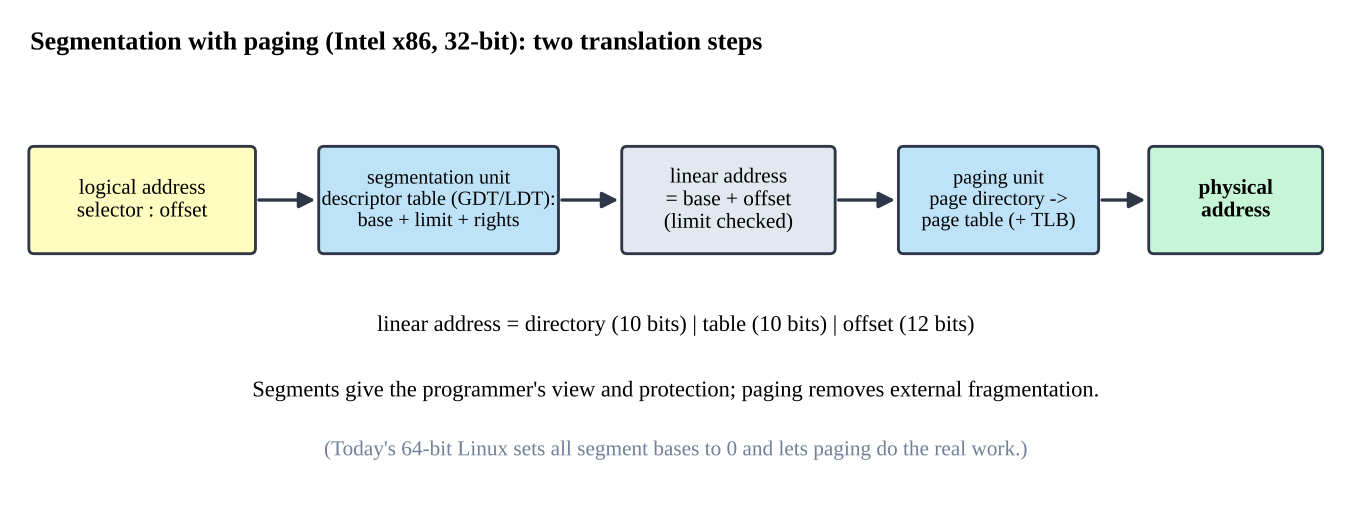 Segmentation with paging (Intel x86, 32-bit): two translation steps
logical address
selector : offset
segmentation unit
descriptor table (GDT/LDT):
base + limit + rights
linear address
= base + offset
(limit checked)
paging unit
page directory ->
page table (+ TLB)
physical
address
linear address = directory (10 bits) | table (10 bits) | offset (12 bits)
Segments give the programmer's view and protection; paging removes external fragmentation.
(Today's 64-bit Linux sets all segment bases to 0 and lets paging do the real work.)